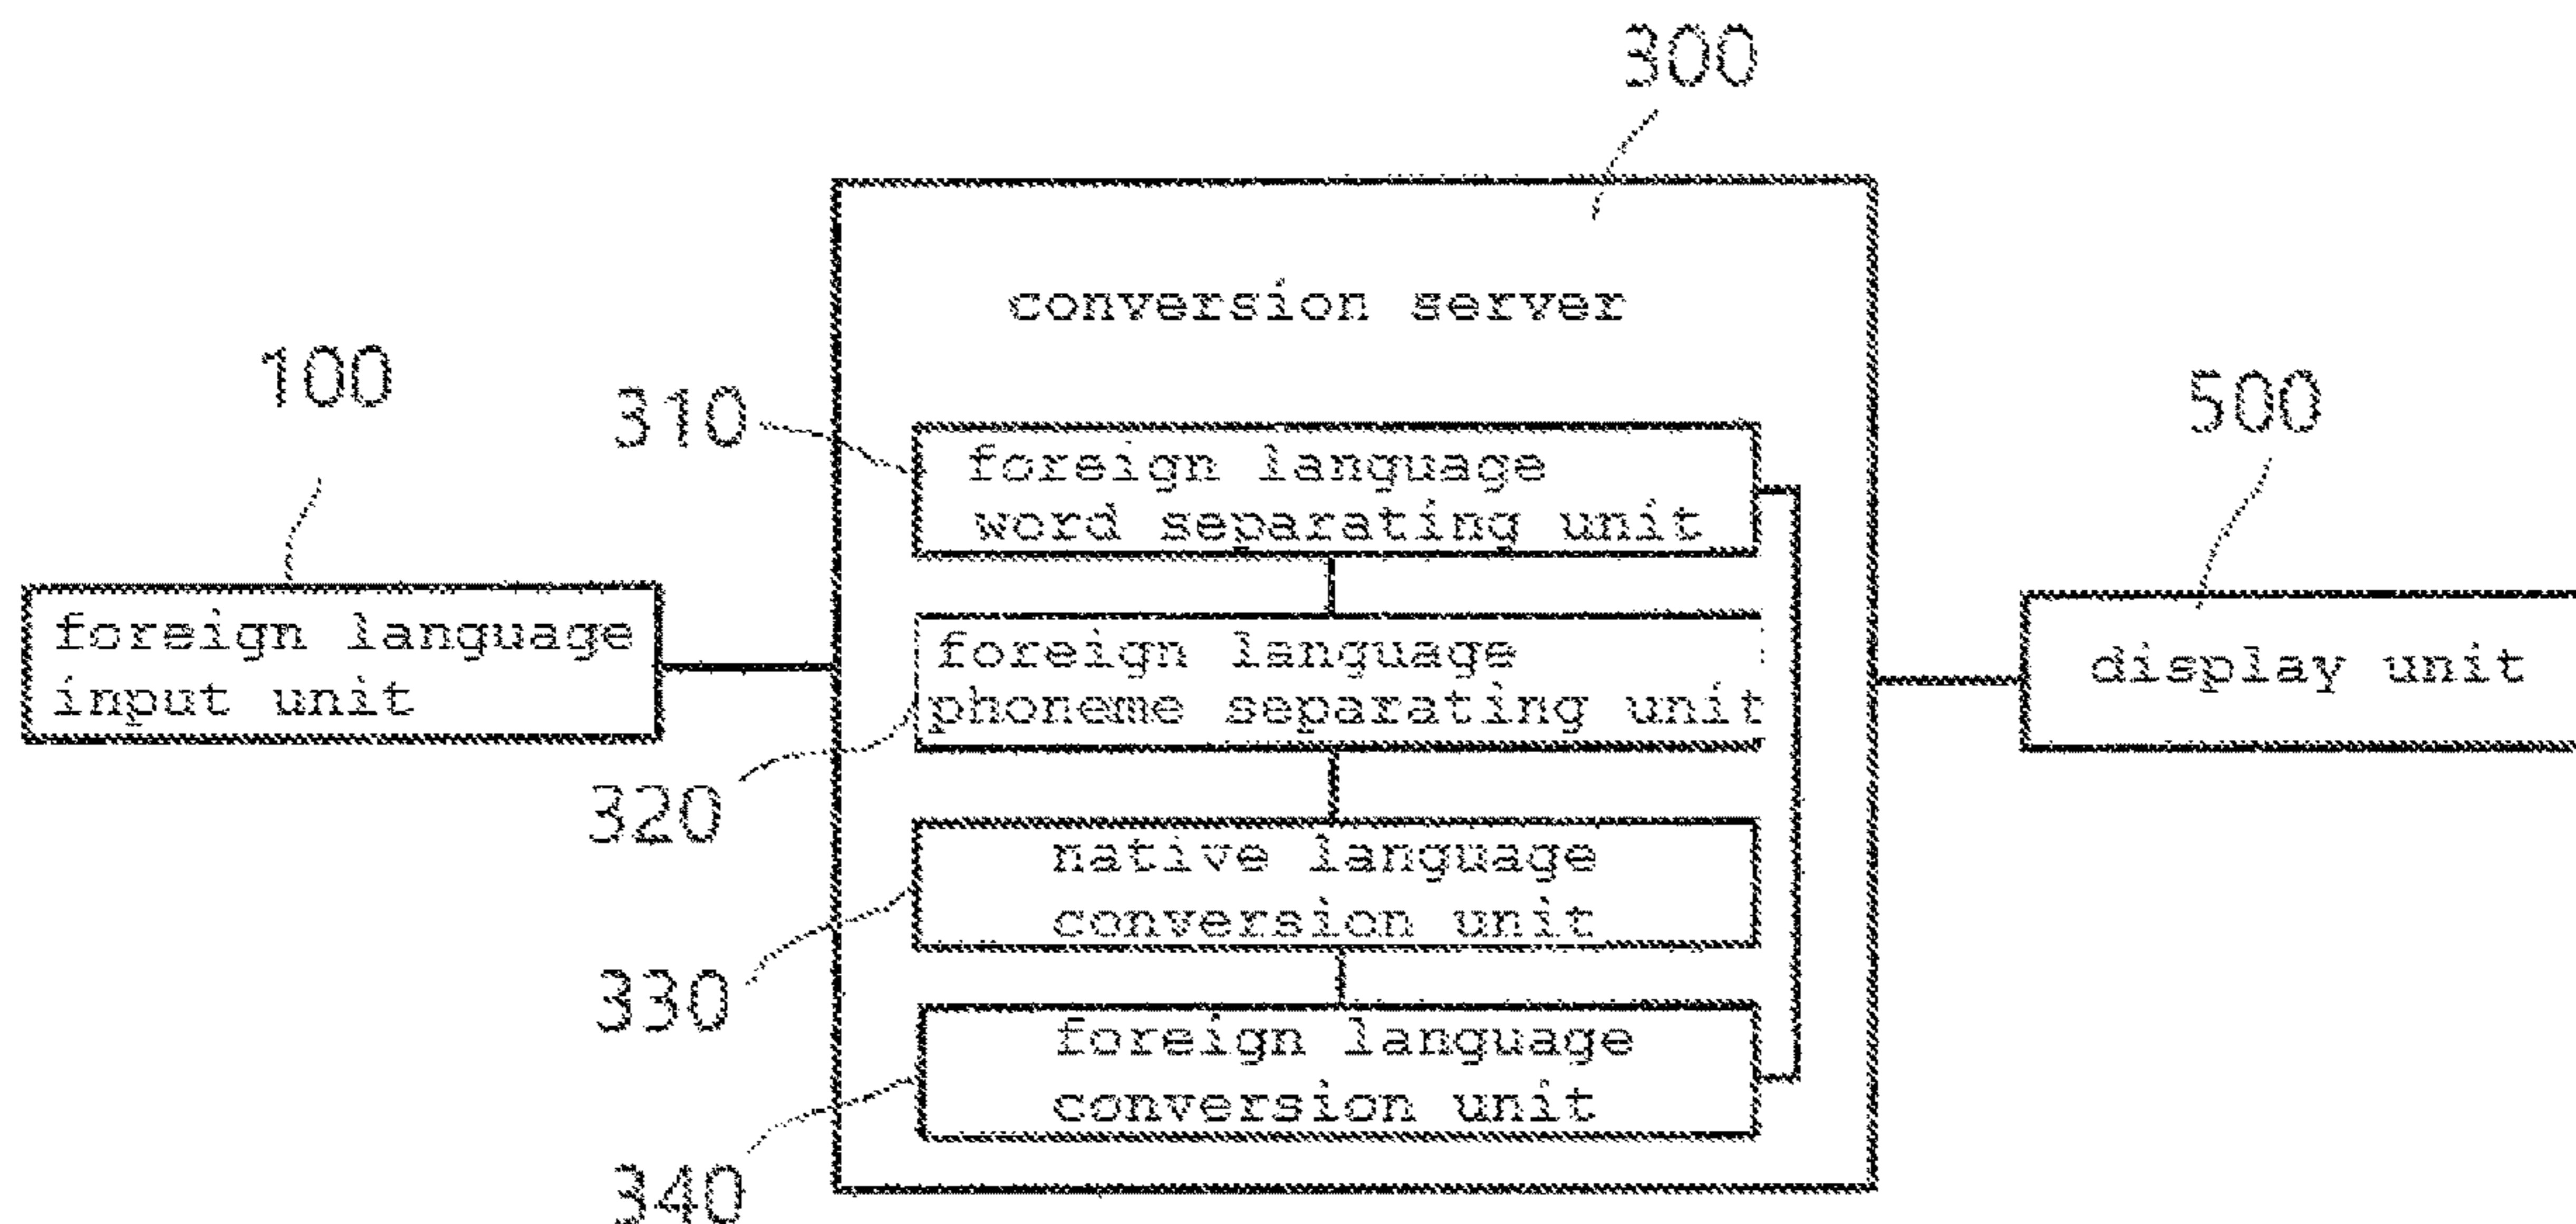 300
conversion server
100
310
500
foreign language
word separating unit
foreign language
input unit
foreign language
phoneme separating unit
display unit
320
native language
conversion unit
330
foreign language
conversion unit
340